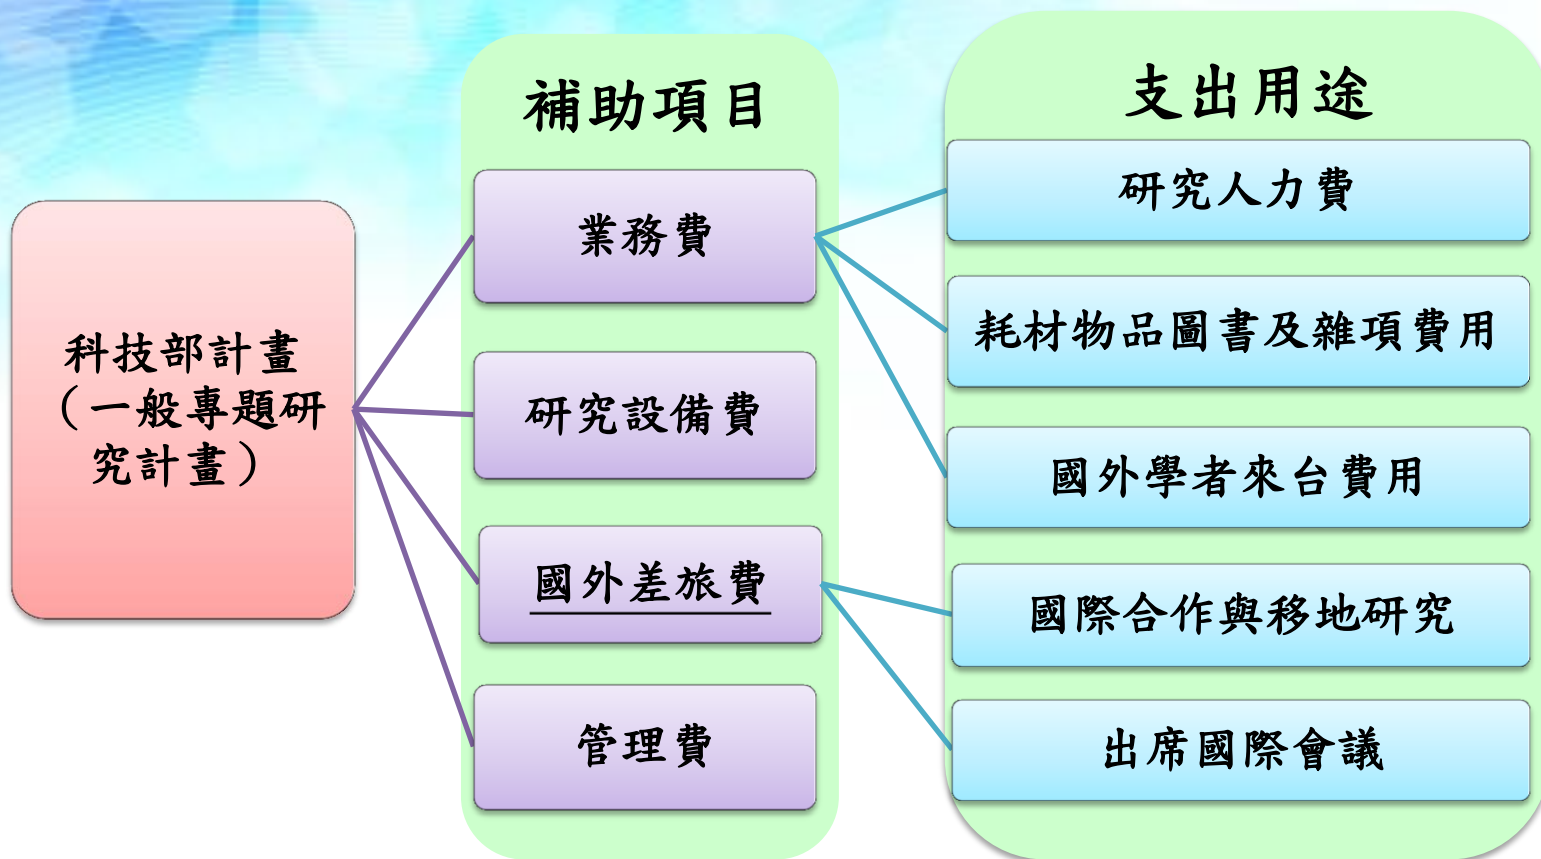 科技部計畫
（一般專題研
究計畫）
補助項目
業務費
研究設備費
國外差旅費
管理費
支出用途
研究人力費
耗材物品圖書及雜項費用
國外學者來台費用
國際合作與移地研究
出席國際會議